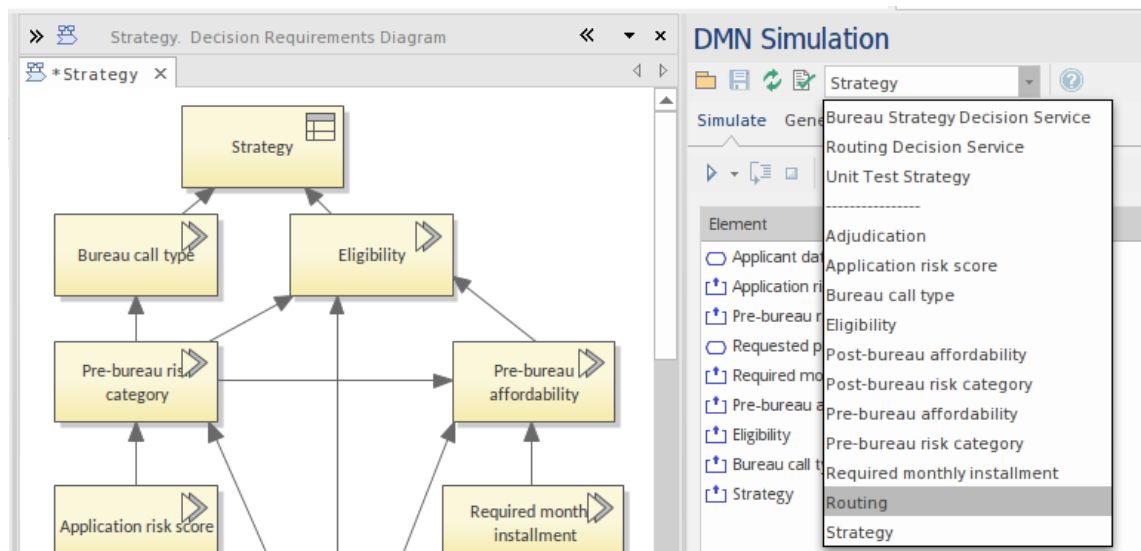 Strategy. Decision Requirements Diagram
*Strategy
Strategy
Bureau call type
Eligibility
Pre-bureau risk
category
Pre-bureau
affordability
Application risk score
Required month
installment
DMN Simulation
Strategy
Simulate Gene
Element
Applicant dat
Application ri
Pre-bureau r
Requested p
Required mo
Pre-bureau a
Eligibility
Bureau call t
Strategy
Bureau Strategy Decision Service
Routing Decision Service
Unit Test Strategy
----------------
Adjudication
Application risk score
Bureau call type
Eligibility
Post-bureau affordability
Post-bureau risk category
Pre-bureau affordability
Pre-bureau risk category
Required monthly installment
Routing
Strategy